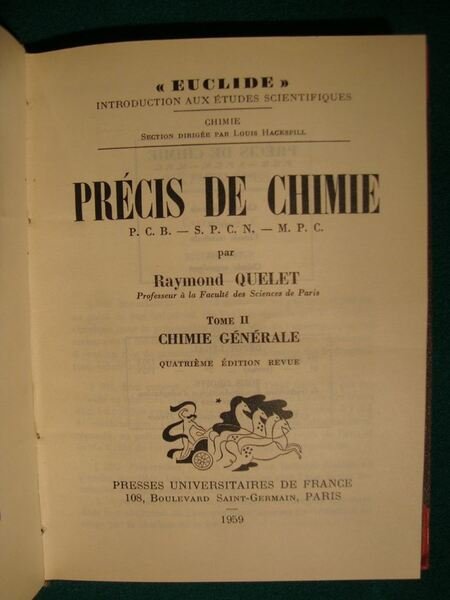 « EUCLIDE »
INTRODUCTION AUX ÉTUDES SCIENTIFIQUES
CHIMIE
SECTION DIRIGÉE PAR LOUIS HACKSPILL
PRÉCIS DE CHIMIE
P. C. B. — S. P. C. N. — M. P. C.
par
Raymond QUELET
Professeur à la Faculté des Sciences de Paris
TOME II
CHIMIE GÉNÉRALE
QUATRIÈME ÉDITION REVUE
PRESSES UNIVERSITAIRES DE FRANCE
108, BOULEVARD SAINT-GERMAIN, PARIS
1959